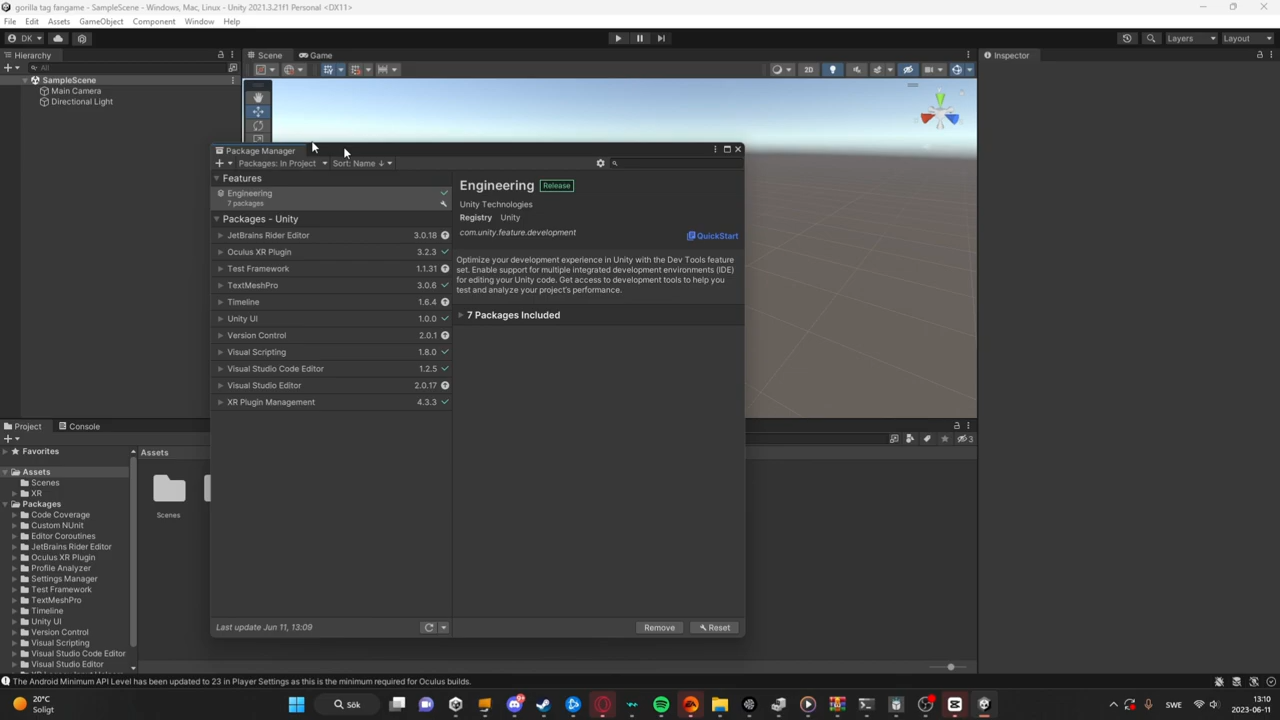 gorilla tag fangame - SampleScene - Windows, Mac, Linux - Unity 2021.3.21f1 Personal <DX11>
File Edit Assets GameObject Component Window Help
DK Layers Layout
Hierarchy Scene Game Inspector
All
2D
SampleScene
Main Camera
Directional Light
Package Manager
Packages: In Project Sort: Name ↓
Features
Engineering
7 packages
Packages - Unity
JetBrains Rider Editor 3.0.18
Oculus XR Plugin 3.2.3
Test Framework 1.1.31
TextMeshPro 3.0.6
Timeline 1.6.4
Unity UI 1.0.0
Version Control 2.0.1
Visual Scripting 1.8.0
Visual Studio Code Editor 1.2.5
Visual Studio Editor 2.0.17
XR Plugin Management 4.3.3
Last update Jun 11, 13:09
Engineering Release
Unity Technologies
Registry Unity
com.unity.feature.development
QuickStart
Optimize your development experience in Unity with the Dev Tools feature
set. Enable support for multiple integrated development environments (IDE)
for editing your Unity code. Get access to development tools to help you
test and analyze your project's performance.
7 Packages Included
Remove Reset
Project Console
3
Favorites
Assets
Scenes
XR
Packages
Code Coverage
Custom NUnit
Editor Coroutines
JetBrains Rider Editor
Oculus XR Plugin
Profile Analyzer
Settings Manager
Test Framework
TextMeshPro
Timeline
Unity UI
Version Control
Visual Scripting
Visual Studio Code Editor
Visual Studio Editor
Assets
Scenes
The Android Minimum API Level has been updated to 23 in Player Settings as this is the minimum required for Oculus builds.
20°C
Soligt
Sök
SWE
13:10
2023-06-11